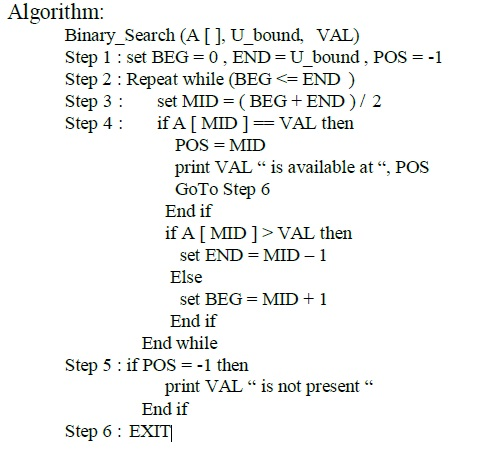 Algorithm:
Binary_Search (A [ ], U_bound, VAL)
Step 1 : set BEG = 0 , END = U_bound , POS = -1
Step 2 : Repeat while (BEG <= END )
Step 3 : set MID = ( BEG + END ) / 2
Step 4 : if A [ MID ] == VAL then
POS = MID
print VAL “ is available at “, POS
GoTo Step 6
End if
if A [ MID ] > VAL then
set END = MID – 1
Else
set BEG = MID + 1
End if
End while
Step 5 : if POS = -1 then
print VAL “ is not present “
End if
Step 6 : EXIT